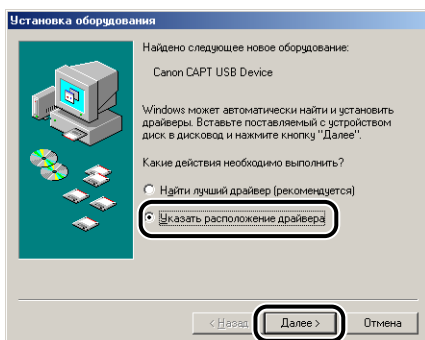 Установка оборудования
Найдено следующее новое оборудование:
Canon CAPT USB Device
Windows может автоматически найти и установить
драйверы. Вставьте поставляемый с устройством
диск в дисковод и нажмите кнопку "Далее".
Какие действия необходимо выполнить?
Найти лучший драйвер (рекомендуется)
Указать расположение драйвера
< Назад
Далее >
Отмена